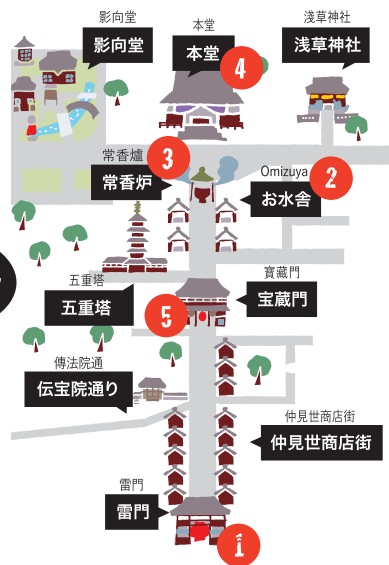 影向堂
影向堂
本堂
本堂
4
淺草神社
浅草神社
常香爐
常香炉
3
Omizuya
お水舎
2
五重塔
五重塔
寶藏門
宝蔵門
5
傳法院通
伝宝院通り
仲見世商店街
仲見世商店街
雷門
雷門
1